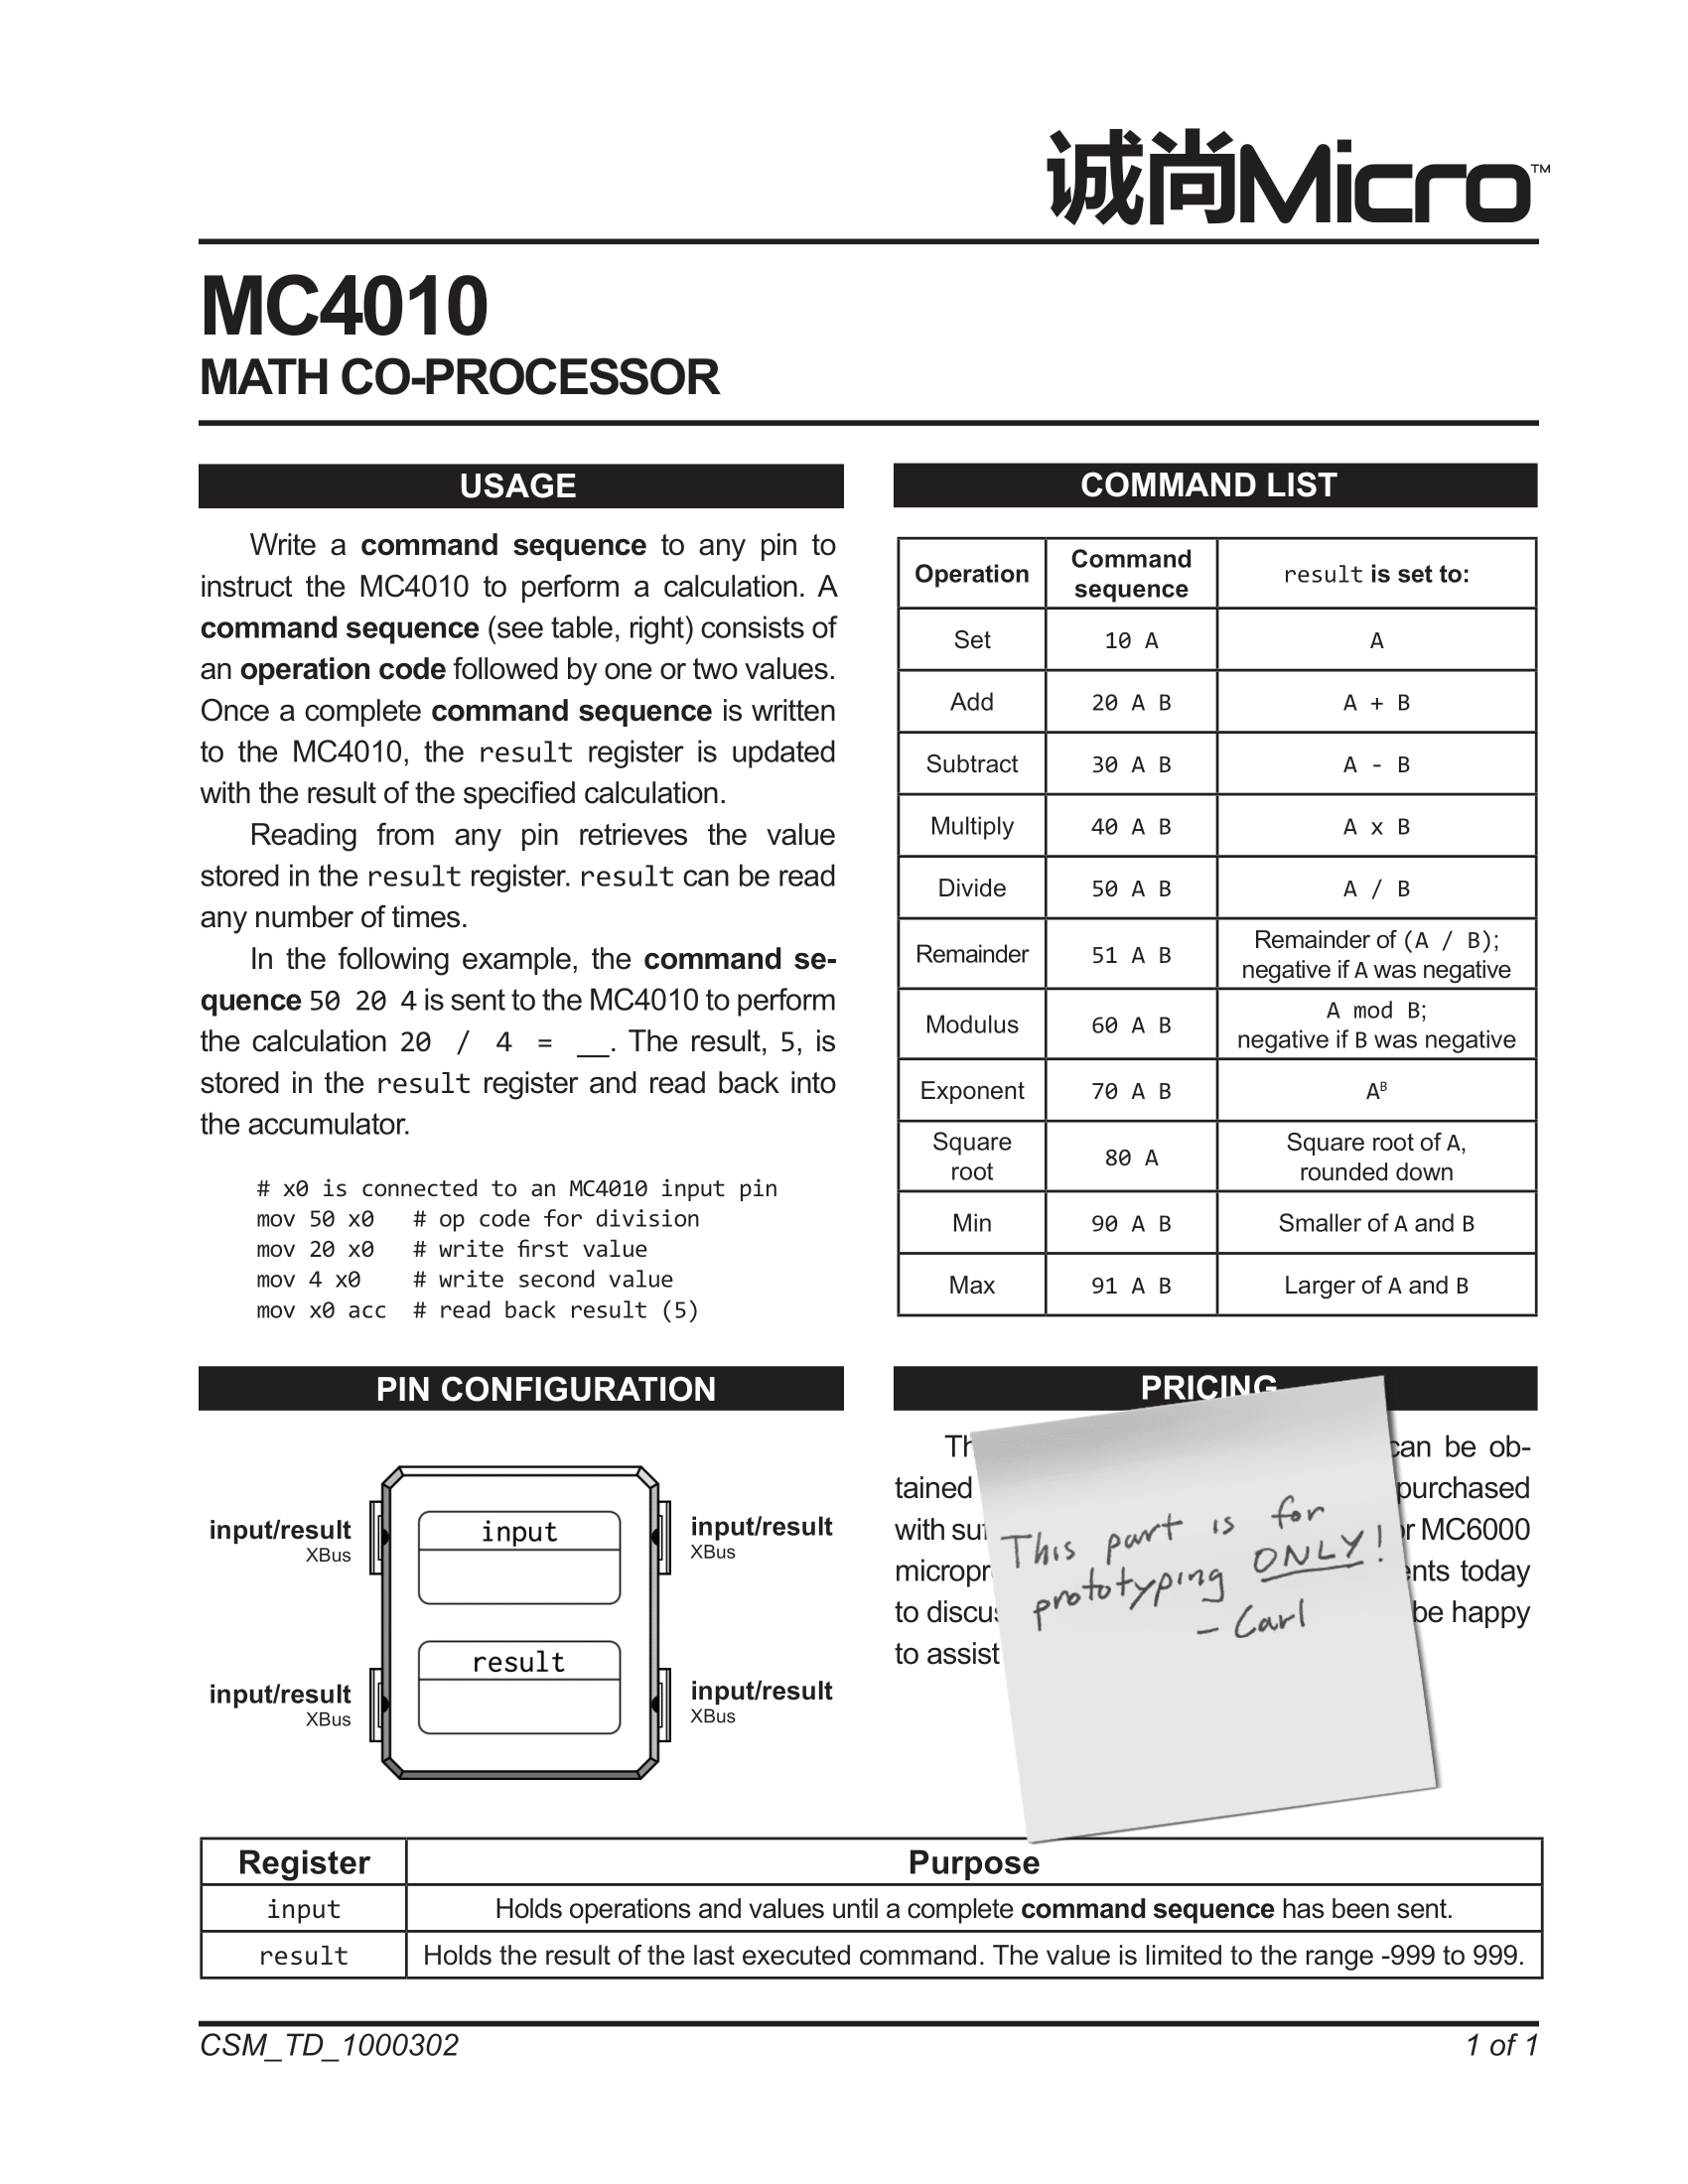 诚尚Micro™
MC4010
MATH CO-PROCESSOR
USAGE
Write a command sequence to any pin to
instruct the MC4010 to perform a calculation. A
command sequence (see table, right) consists of
an operation code followed by one or two values.
Once a complete command sequence is written
to the MC4010, the result register is updated
with the result of the specified calculation.
Reading from any pin retrieves the value
stored in the result register. result can be read
any number of times.
In the following example, the command se-
quence 50 20 4 is sent to the MC4010 to perform
the calculation 20 / 4 = __. The result, 5, is
stored in the result register and read back into
the accumulator.
# x0 is connected to an MC4010 input pin
mov 50 x0 # op code for division
mov 20 x0 # write first value
mov 4 x0 # write second value
mov x0 acc # read back result (5)
COMMAND LIST
Operation Command sequence result is set to:
Set 10 A A
Add 20 A B A + B
Subtract 30 A B A - B
Multiply 40 A B A x B
Divide 50 A B A / B
Remainder 51 A B Remainder of (A / B);
negative if A was negative
Modulus 60 A B A mod B;
negative if B was negative
Exponent 70 A B Aᴮ
Square root 80 A Square root of A,
rounded down
Min 90 A B Smaller of A and B
Max 91 A B Larger of A and B
PIN CONFIGURATION
input/result
XBus
input/result
XBus
input
result
input/result
XBus
input/result
XBus
PRICING
can be ob-
tained purchased
with MC6000
today
to be happy
to assist
This part is for
prototyping ONLY!
- Carl
Register Purpose
input Holds operations and values until a complete command sequence has been sent.
result Holds the result of the last executed command. The value is limited to the range -999 to 999.
CSM_TD_1000302
1 of 1